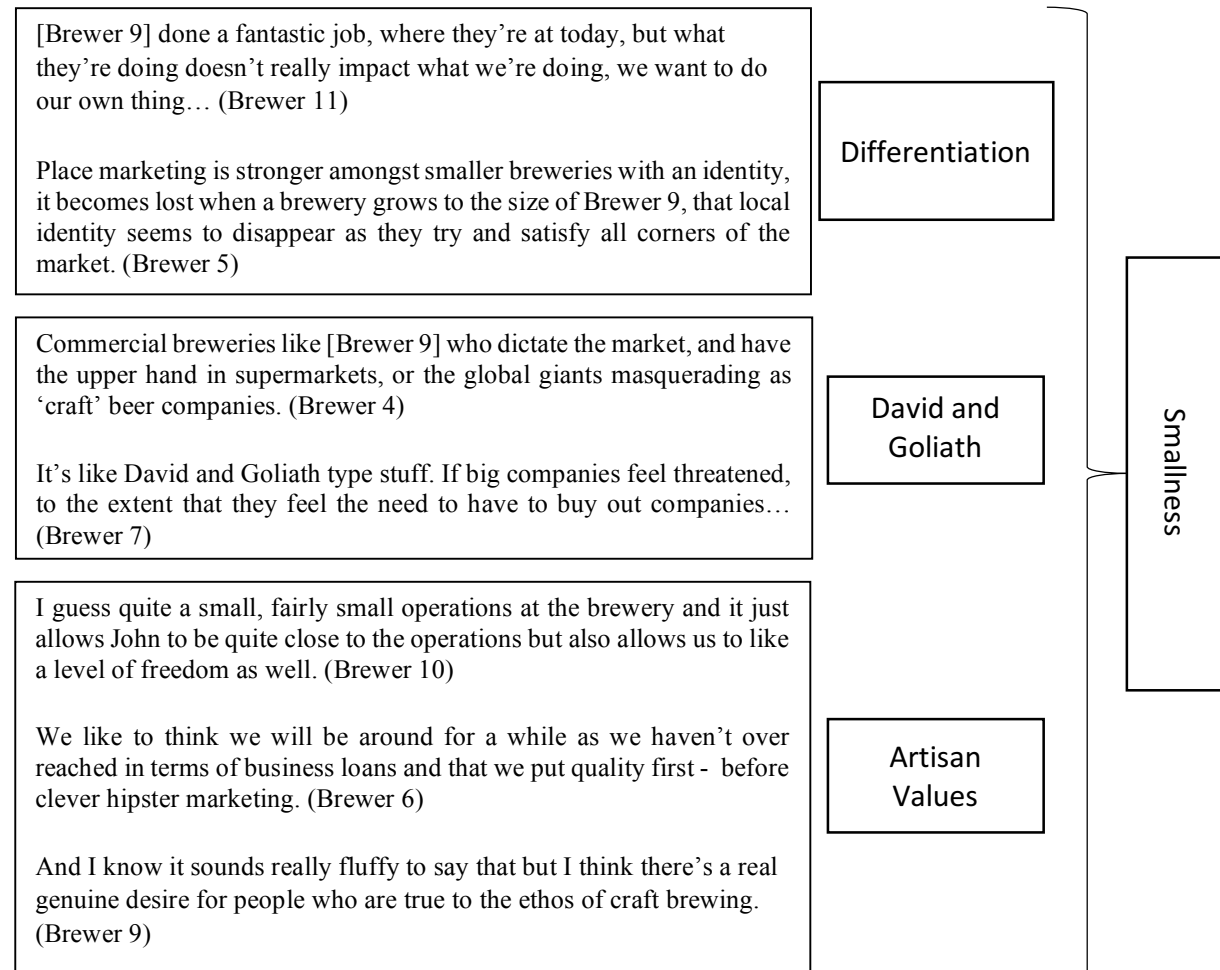 [Brewer 9] done a fantastic job, where they’re at today, but what
they’re doing doesn’t really impact what we’re doing, we want to do
our own thing… (Brewer 11)
Place marketing is stronger amongst smaller breweries with an identity,
it becomes lost when a brewery grows to the size of Brewer 9, that local
identity seems to disappear as they try and satisfy all corners of the
market. (Brewer 5)
Differentiation
Commercial breweries like [Brewer 9] who dictate the market, and have
the upper hand in supermarkets, or the global giants masquerading as
‘craft’ beer companies. (Brewer 4)
It’s like David and Goliath type stuff. If big companies feel threatened,
to the extent that they feel the need to have to buy out companies…
(Brewer 7)
David and
Goliath
I guess quite a small, fairly small operations at the brewery and it just
allows John to be quite close to the operations but also allows us to like
a level of freedom as well. (Brewer 10)
We like to think we will be around for a while as we haven’t over
reached in terms of business loans and that we put quality first - before
clever hipster marketing. (Brewer 6)
And I know it sounds really fluffy to say that but I think there’s a real
genuine desire for people who are true to the ethos of craft brewing.
(Brewer 9)
Artisan
Values
Smallness